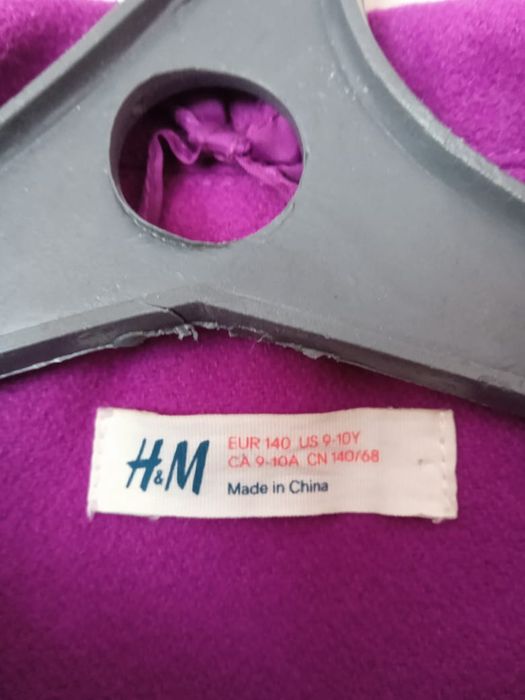 H&M
EUR 140 US 9-10Y
CA 9-10A CN 140/68
Made in China